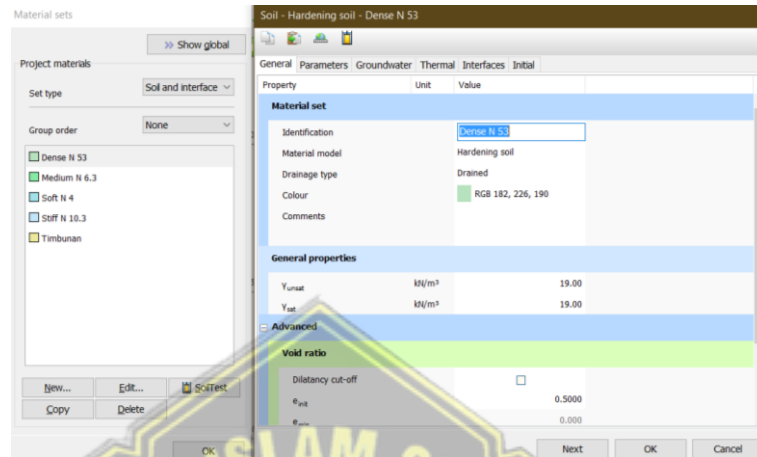 Material sets
>> Show global
Project materials
Set type
Soil and interface
Group order
None
Dense N 53
Medium N 6.3
Soft N 4
Stiff N 10.3
Timbunan
New...
Edit...
SoilTest
Copy
Delete
OK
Soil - Hardening soil - Dense N 53
General Parameters Groundwater Thermal Interfaces Initial
Property Unit Value
Material set
Identification Dense N 53
Material model Hardening soil
Drainage type Drained
Colour RGB 182, 226, 190
Comments
General properties
γunsat kN/m³ 19.00
γsat kN/m³ 19.00
Advanced
Void ratio
Dilatancy cut-off
einit 0.5000
emin 0.000
Next OK Cancel